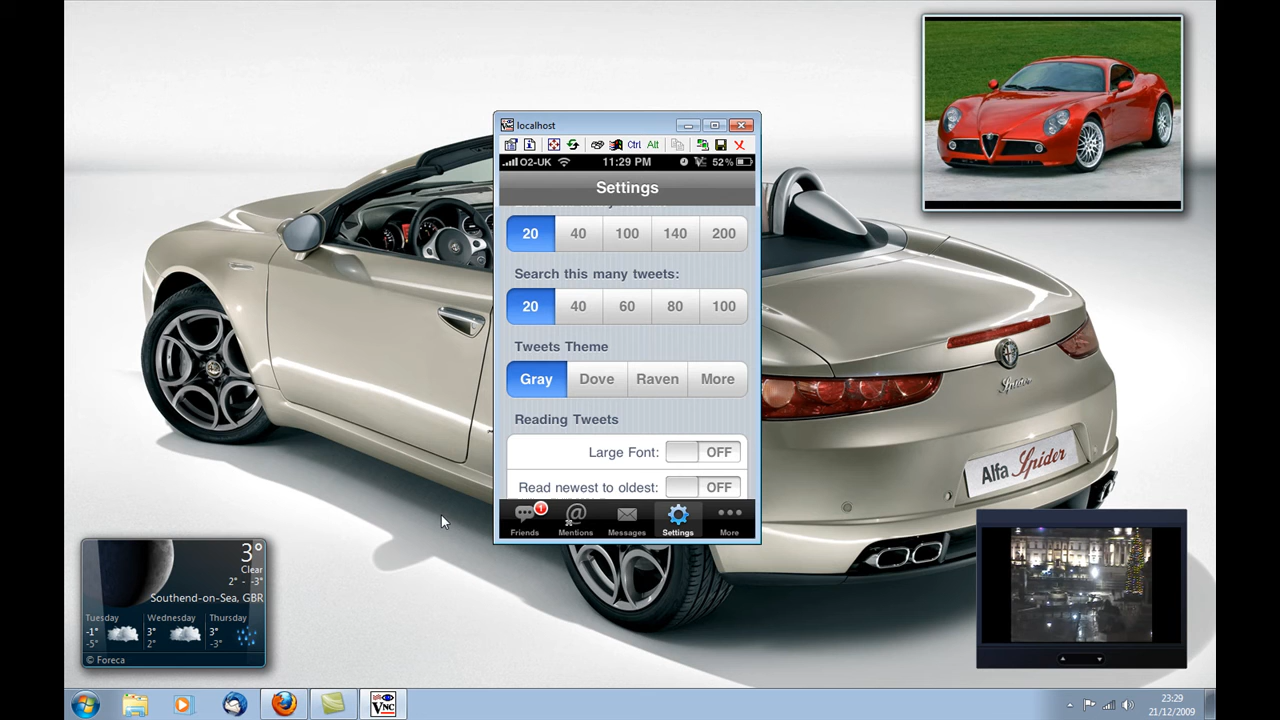 localhost
Ctrl Alt
O2-UK 11:29 PM 52%
Settings
20 40 100 140 200
Search this many tweets:
20 40 60 80 100
Tweets Theme
Gray Dove Raven More
Reading Tweets
Large Font: OFF
Read newest to oldest: OFF
1
Friends Mentions Messages Settings More
Spider
Alfa Spider
3°
Clear
2° - -3°
Southend-on-Sea, GBR
Tuesday Wednesday Thursday
-1° 3° 3°
-5° 2° -3°
© Foreca
VNC
23:29
21/12/2009